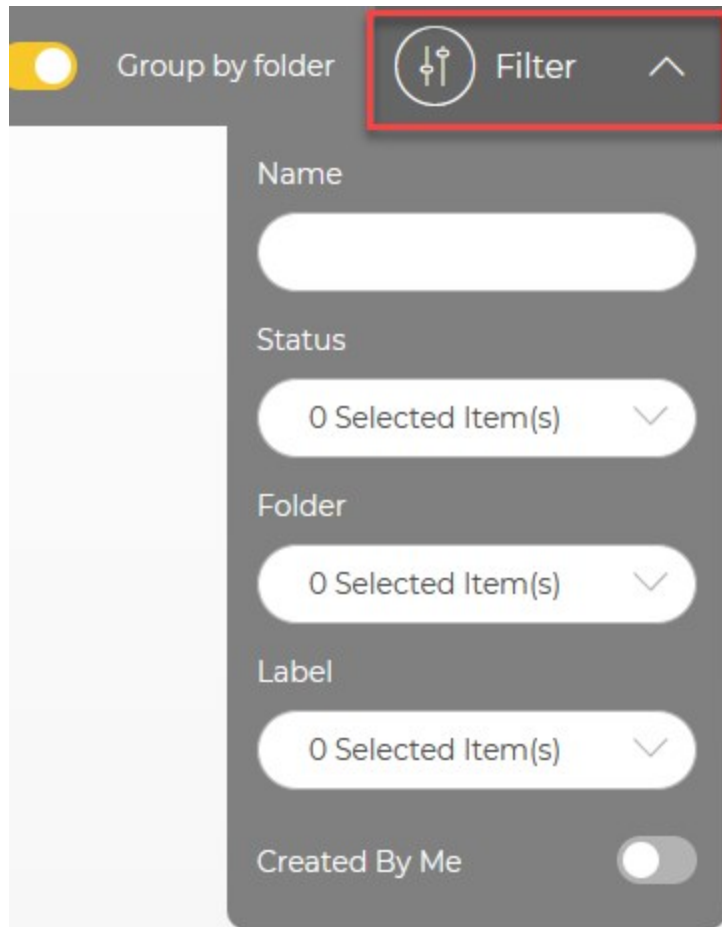 Group by folder Filter
Name
Status
0 Selected Item(s)
Folder
0 Selected Item(s)
Label
0 Selected Item(s)
Created By Me